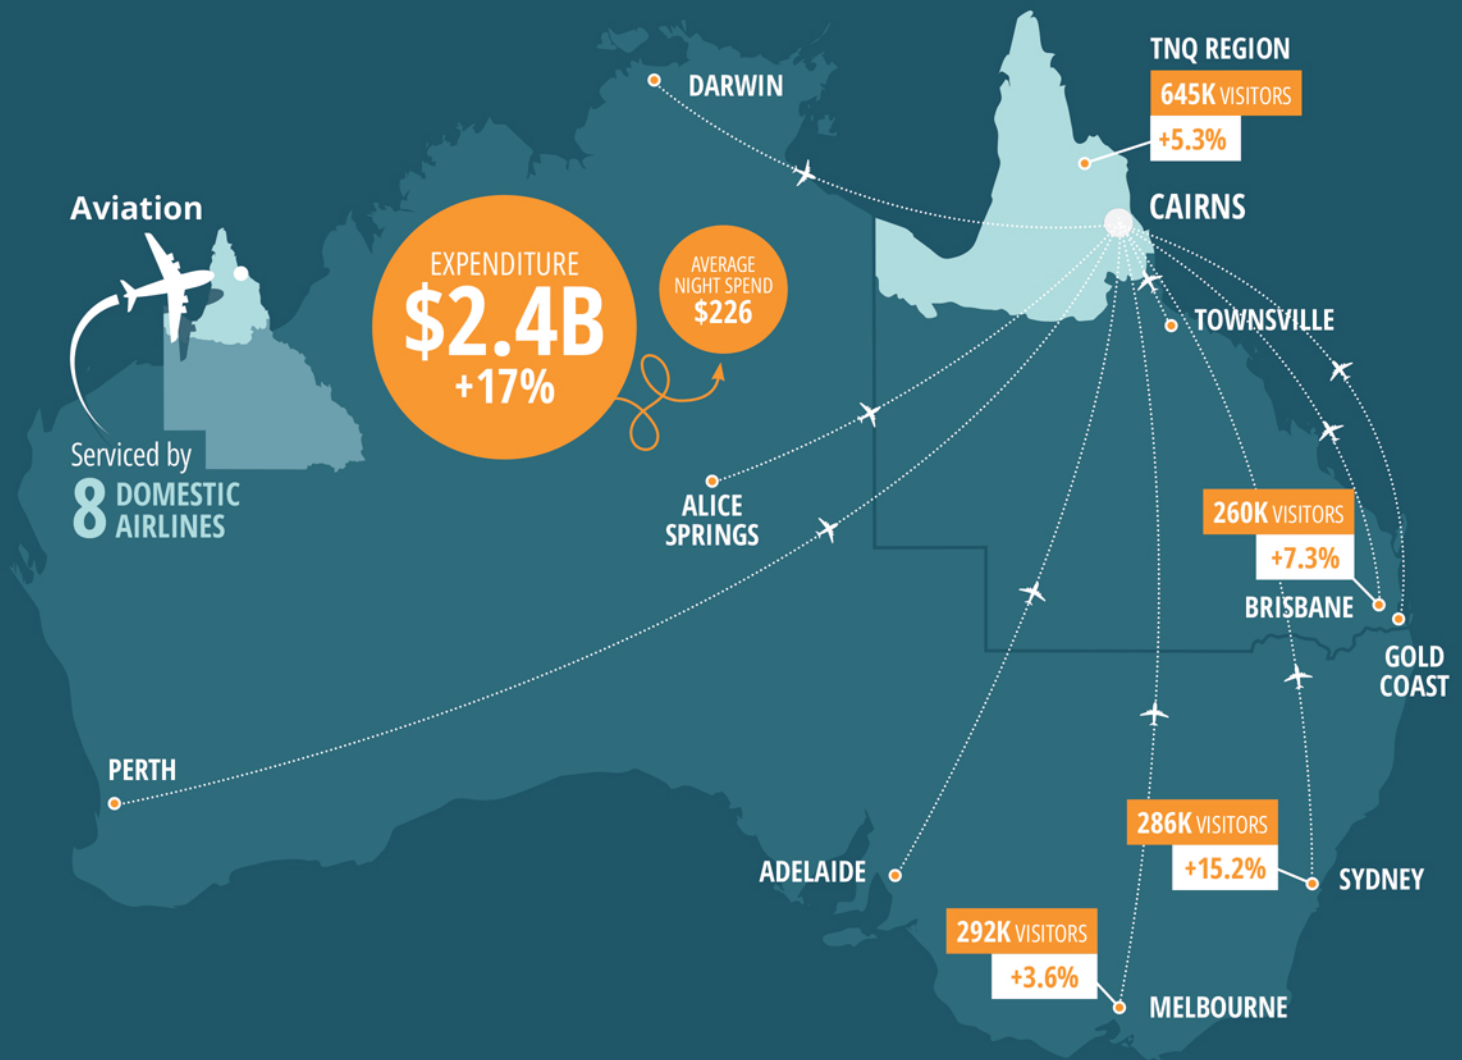 TNQ REGION
645K VISITORS
+5.3%
DARWIN
CAIRNS
Aviation
EXPENDITURE
$2.4B
+17%
AVERAGE
NIGHT SPEND
$226
TOWNSVILLE
Serviced by
8 DOMESTIC
AIRLINES
ALICE
SPRINGS
260K VISITORS
+7.3%
BRISBANE
GOLD
COAST
PERTH
286K VISITORS
+15.2%
SYDNEY
ADELAIDE
292K VISITORS
+3.6%
MELBOURNE